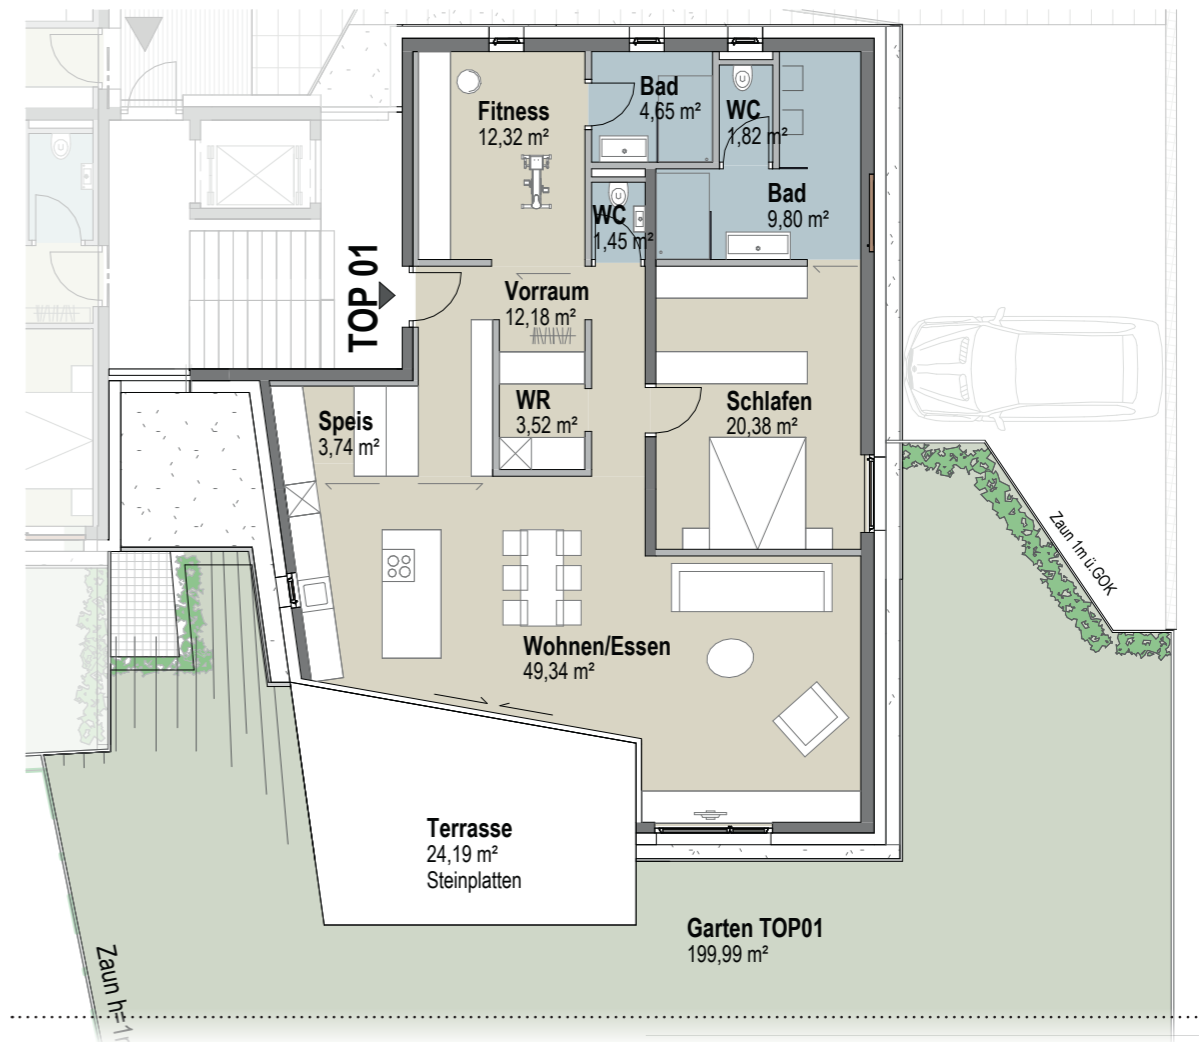 Fitness
12,32 m²
Bad
4,65 m²
WC
1,82 m²
Bad
9,80 m²
WC
1,45 m²
TOP 01
Vorraum
12,18 m²
Speis
3,74 m²
WR
3,52 m²
Schlafen
20,38 m²
Zaun 1m ü.GOK
Wohnen/Essen
49,34 m²
Terrasse
24,19 m²
Steinplatten
Garten TOP01
199,99 m²
Zaun h=1